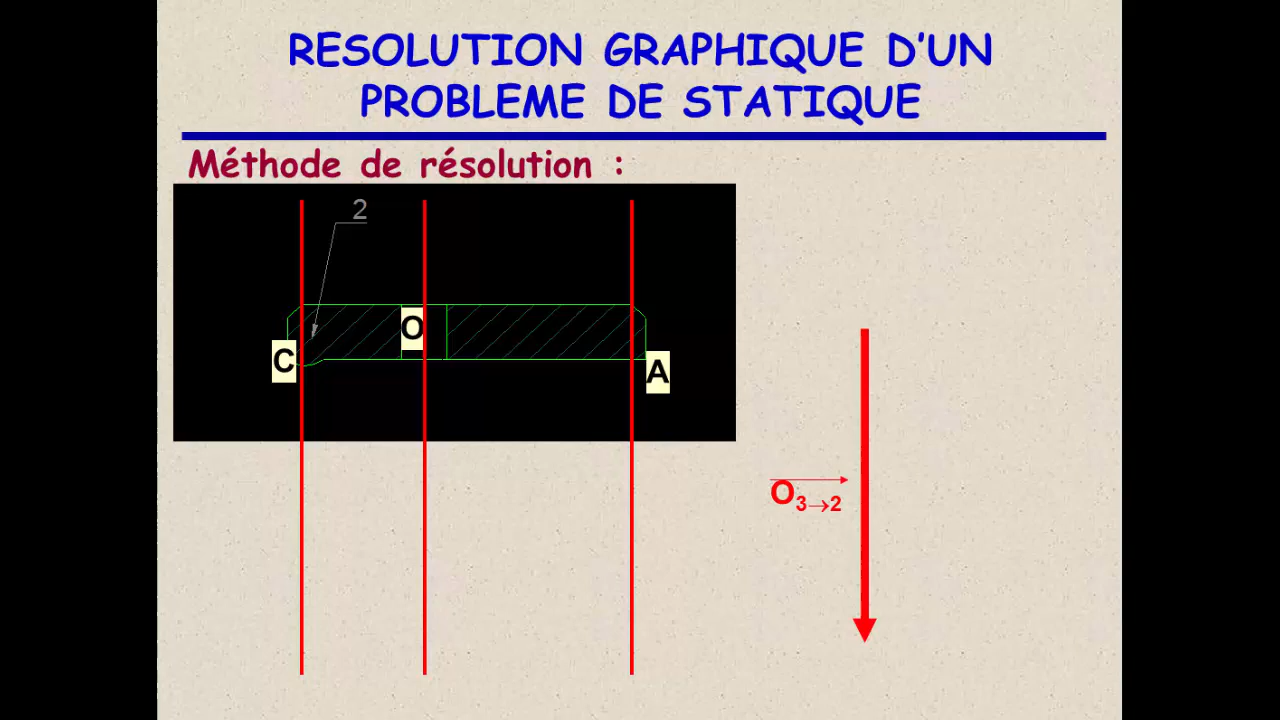 RESOLUTION GRAPHIQUE D'UN
PROBLEME DE STATIQUE
Méthode de résolution :
2
O
C
A
O3→2